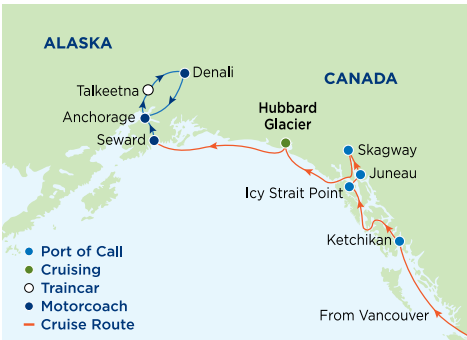 ALASKA
Denali
CANADA
Talkeetna
Hubbard
Glacier
Anchorage
Seward
Skagway
Juneau
Icy Strait Point
Ketchikan
Port of Call
Cruising
Traincar
Motorcoach
Cruise Route
From Vancouver